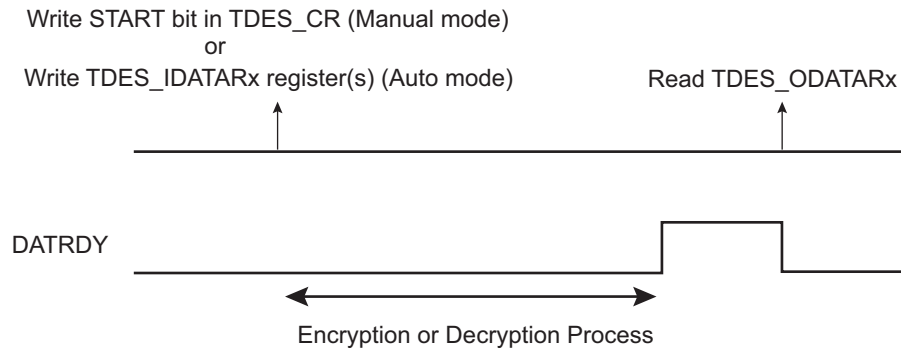 Write START bit in TDES_CR (Manual mode)
or
Write TDES_IDATARx register(s) (Auto mode)
Read TDES_ODATARx
DATRDY
Encryption or Decryption Process